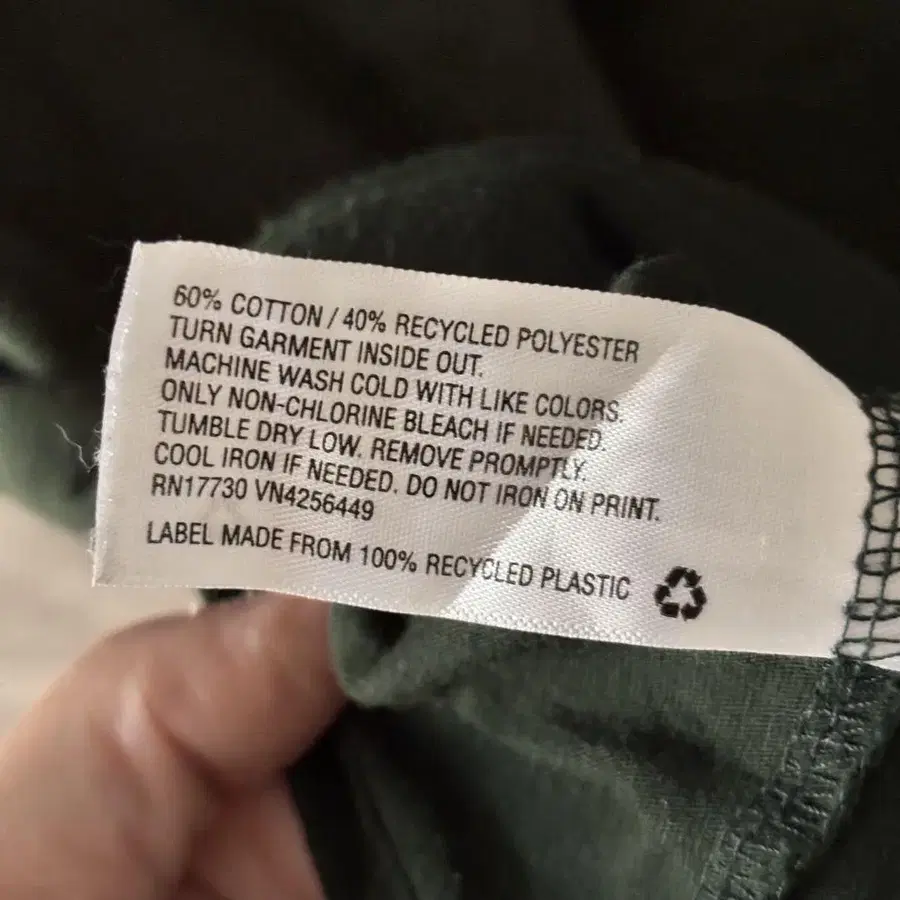 60% COTTON / 40% RECYCLED POLYESTER
TURN GARMENT INSIDE OUT.
MACHINE WASH COLD WITH LIKE COLORS.
ONLY NON-CHLORINE BLEACH IF NEEDED.
TUMBLE DRY LOW. REMOVE PROMPTLY.
COOL IRON IF NEEDED. DO NOT IRON ON PRINT.
RN17730 VN4256449
LABEL MADE FROM 100% RECYCLED PLASTIC